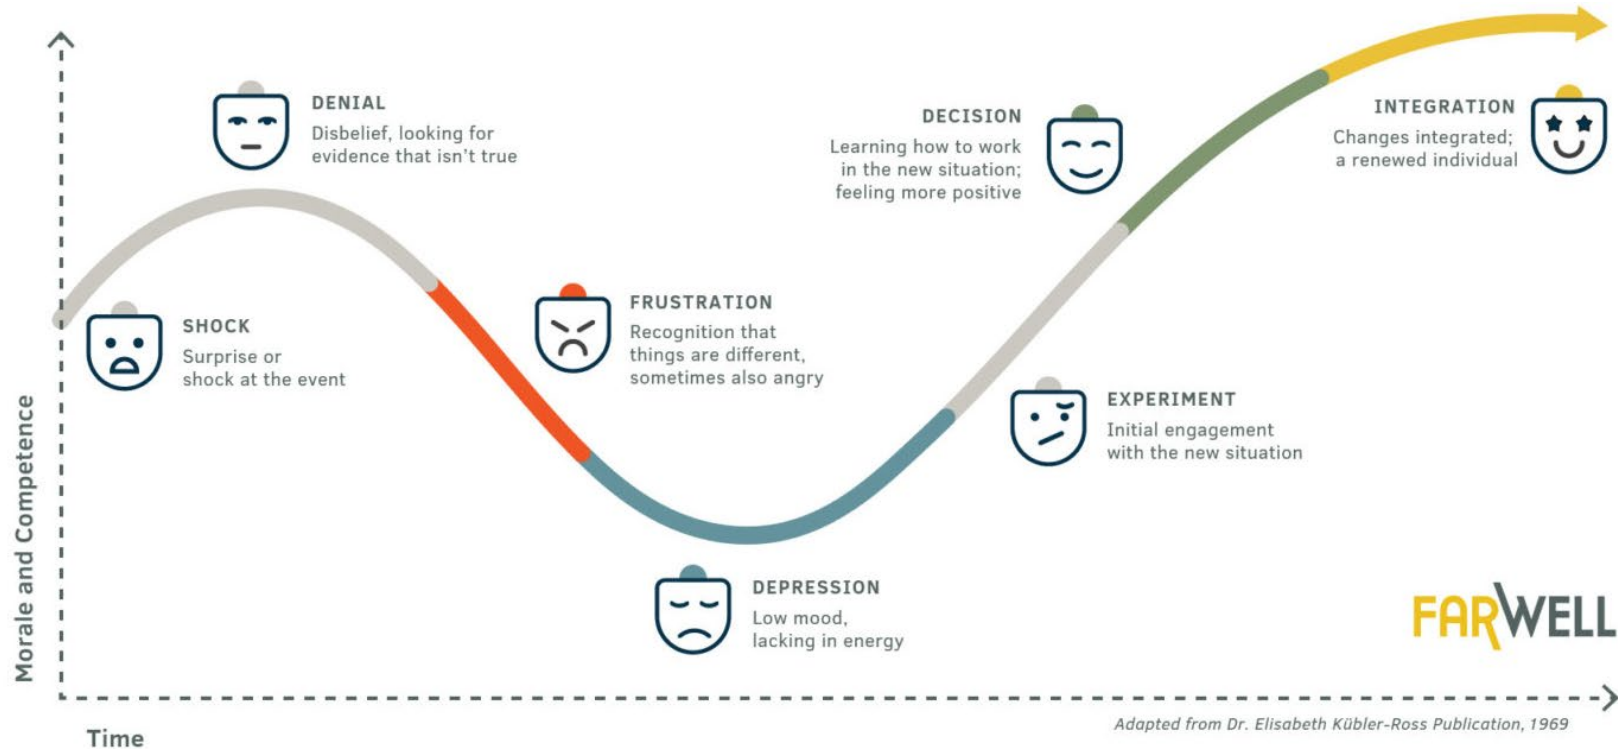 DENIAL
Disbelief, looking for
evidence that isn't true
SHOCK
Surprise or
shock at the event
FRUSTRATION
Recognition that
things are different,
sometimes also angry
DEPRESSION
Low mood,
lacking in energy
EXPERIMENT
Initial engagement
with the new situation
DECISION
Learning how to work
in the new situation;
feeling more positive
INTEGRATION
Changes integrated;
a renewed individual
Morale and Competence
Time
FARWELL
Adapted from Dr. Elisabeth Kübler-Ross Publication, 1969